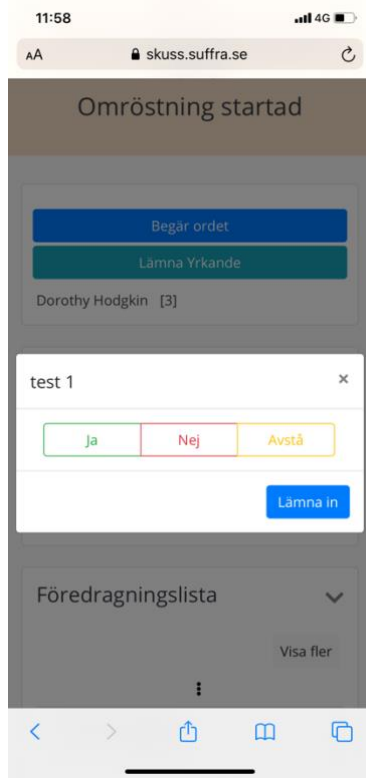 11:58
4G
AA
skuss.suffra.se
Omröstning startad
Begär ordet
Lämna Yrkande
Dorothy Hodgkin [3]
test 1
×
Ja
Nej
Avstå
Lämna in
Föredragningslista
Visa fler